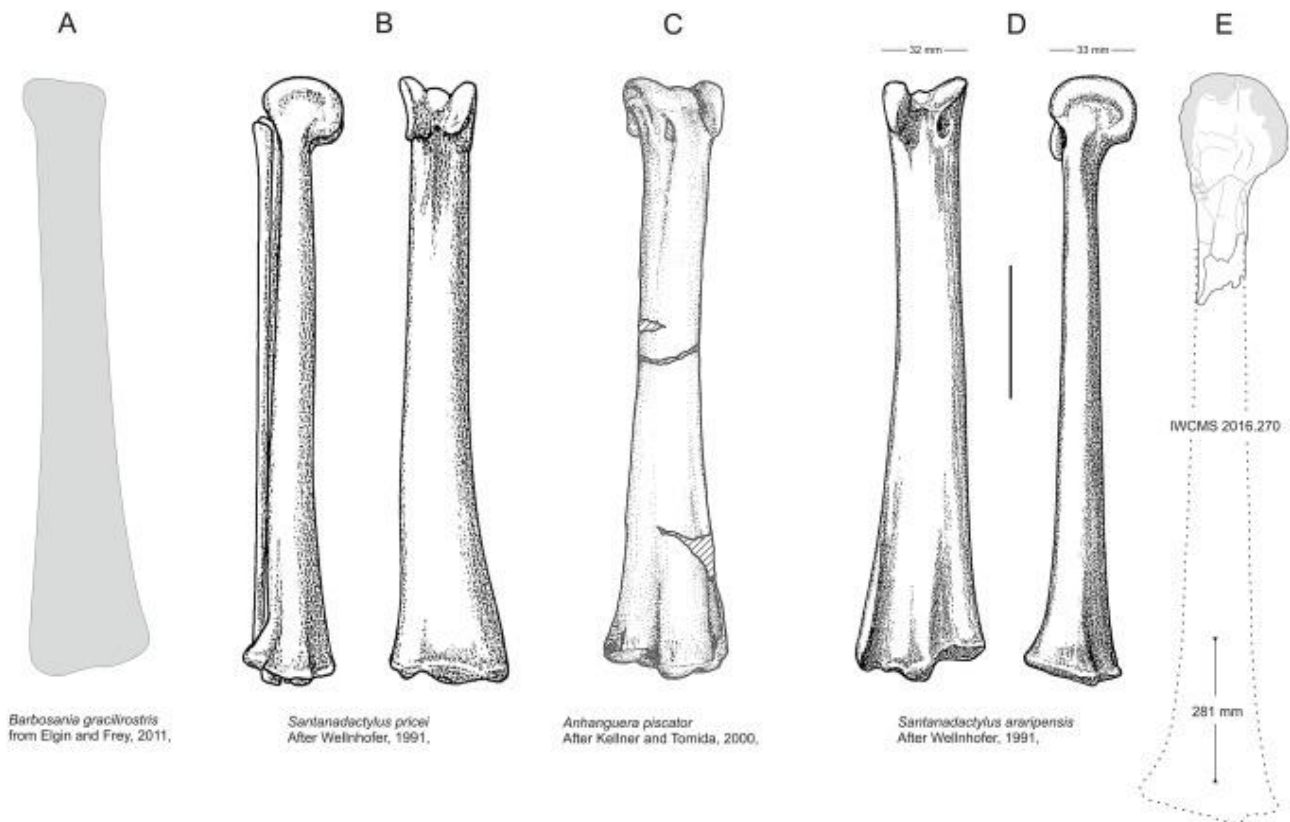 A
B
C
D
E
32 mm
33 mm
IWCMS 2016.270
281 mm
Barbosania gracilirostris
from Elgin and Frey, 2011,
Santanadactylus pricei
After Wellnhofer, 1991,
Anhanguera piscator
After Kellner and Tomida, 2000,
Santanadactylus araripensis
After Wellnhofer, 1991,